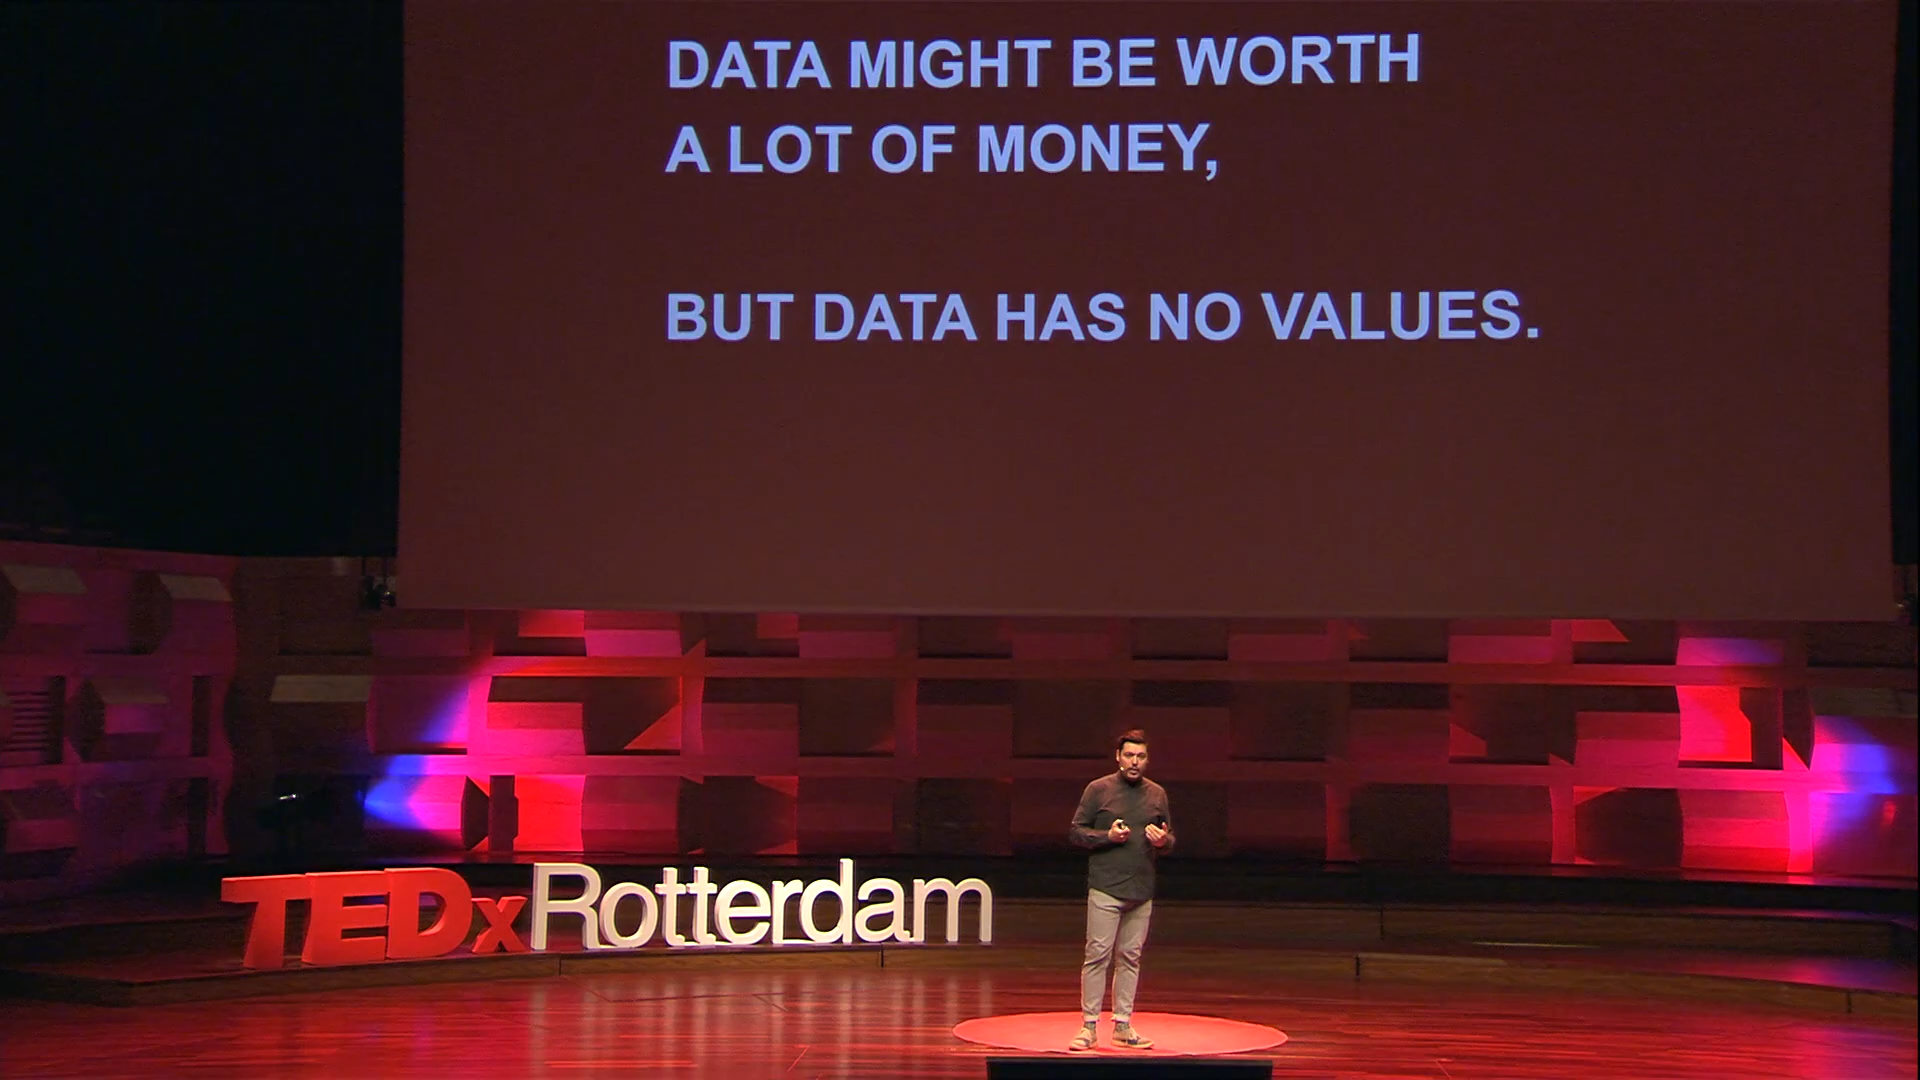 DATA MIGHT BE WORTH
A LOT OF MONEY,
BUT DATA HAS NO VALUES.
TEDxRotterdam